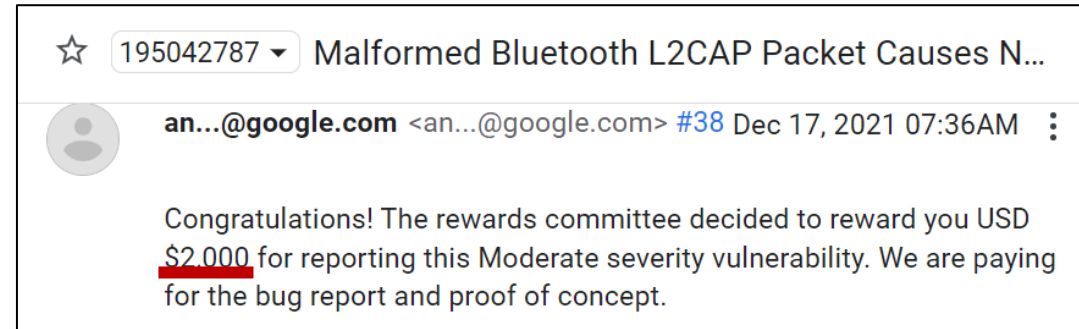 195042787 Malformed Bluetooth L2CAP Packet Causes N...
an...@google.com <an...@google.com> #38 Dec 17, 2021 07:36AM
Congratulations! The rewards committee decided to reward you USD
$2,000 for reporting this Moderate severity vulnerability. We are paying
for the bug report and proof of concept.